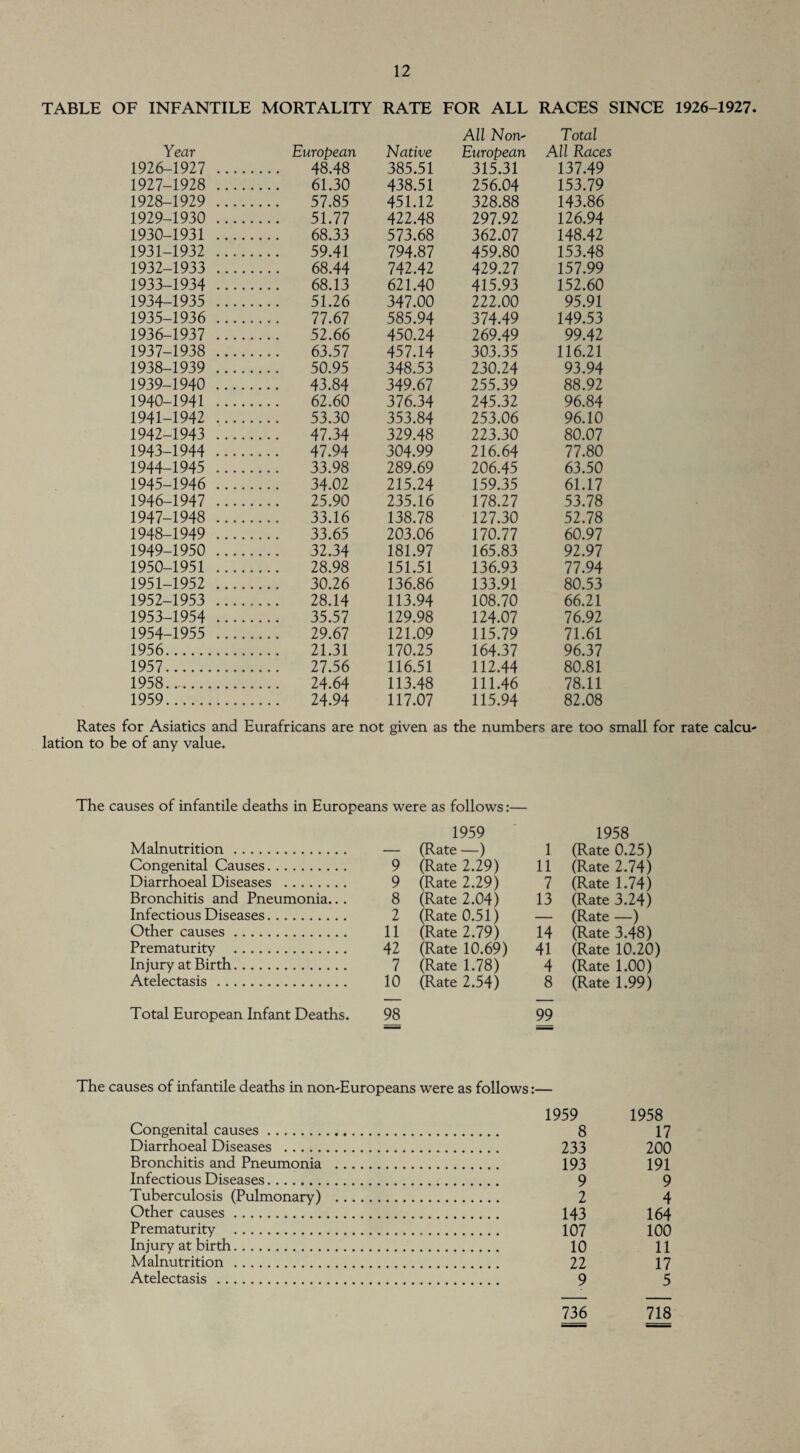 12
TABLE OF INFANTILE MORTALITY RATE FOR ALL RACES SINCE 1926-1927.
All Non- Total
Year European Native European All Races
1926-1927 ........ 48.48 385.51 315.31 137.49
1927-1928 ........ 61.30 438.51 256.04 153.79
1928-1929 ........ 57.85 451.12 328.88 143.86
1929-1930 ........ 51.77 422.48 297.92 126.94
1930-1931 ........ 68.33 573.68 362.07 148.42
1931-1932 ........ 59.41 794.87 459.80 153.48
1932-1933 ........ 68.44 742.42 429.27 157.99
1933-1934 ........ 68.13 621.40 415.93 152.60
1934-1935 ........ 51.26 347.00 222.00 95.91
1935-1936 ........ 77.67 585.94 374.49 149.53
1936-1937 ........ 52.66 450.24 269.49 99.42
1937-1938 ........ 63.57 457.14 303.35 116.21
1938-1939 ........ 50.95 348.53 230.24 93.94
1939-1940 ........ 43.84 349.67 255.39 88.92
1940-1941 ........ 62.60 376.34 245.32 96.84
1941-1942 ........ 53.30 353.84 253.06 96.10
1942-1943 ........ 47.34 329.48 223.30 80.07
1943-1944 ........ 47.94 304.99 216.64 77.80
1944-1945 ........ 33.98 289.69 206.45 63.50
1945-1946 ........ 34.02 215.24 159.35 61.17
1946-1947 ........ 25.90 235.16 178.27 53.78
1947-1948 ........ 33.16 138.78 127.30 52.78
1948-1949 ........ 33.65 203.06 170.77 60.97
1949-1950 ........ 32.34 181.97 165.83 92.97
1950-1951 ........ 28.98 151.51 136.93 77.94
1951-1952 ........ 30.26 136.86 133.91 80.53
1952-1953 ........ 28.14 113.94 108.70 66.21
1953-1954 ........ 35.57 129.98 124.07 76.92
1954-1955 ........ 29.67 121.09 115.79 71.61
1956.............. 21.31 170.25 164.37 96.37
1957.............. 27.56 116.51 112.44 80.81
1958.............. 24.64 113.48 111.46 78.11
1959.............. 24.94 117.07 115.94 82.08
Rates for Asiatics and Eurafricans are not given as the numbers are too small for rate calcu-
lation to be of any value.
The causes of infantile deaths in Europeans were as follows:—
1959 1958
Malnutrition .............. — (Rate —) 1 (Rate 0.25)
Congenital Causes.......... 9 (Rate 2.29) 11 (Rate 2.74)
Diarrhoeal Diseases ........ 9 (Rate 2.29) 7 (Rate 1.74)
Bronchitis and Pneumonia... 8 (Rate 2.04) 13 (Rate 3.24)
Infectious Diseases.......... 2 (Rate 0.51) — (Rate —)
Other causes .............. 11 (Rate 2.79) 14 (Rate 3.48)
Prematurity .............. 42 (Rate 10.69) 41 (Rate 10.20)
Injury at Birth.............. 7 (Rate 1.78) 4 (Rate 1.00)
Atelectasis ................ 10 (Rate 2.54) 8 (Rate 1.99)
Total European Infant Deaths. 98 99
The causes of infantile deaths in non-Europeans were as follows:—
1959 1958
Congenital causes ............................ 8 17
Diarrhoeal Diseases .......................... 233 200
Bronchitis and Pneumonia .................... 193 191
Infectious Diseases............................ 9 9
Tuberculosis (Pulmonary) .................... 2 4
Other causes ................................ 143 164
Prematurity ................................ 107 100
Injury at birth................................ 10 11
Malnutrition ................................ 22 17
Atelectasis .................................. 9 5
736 718